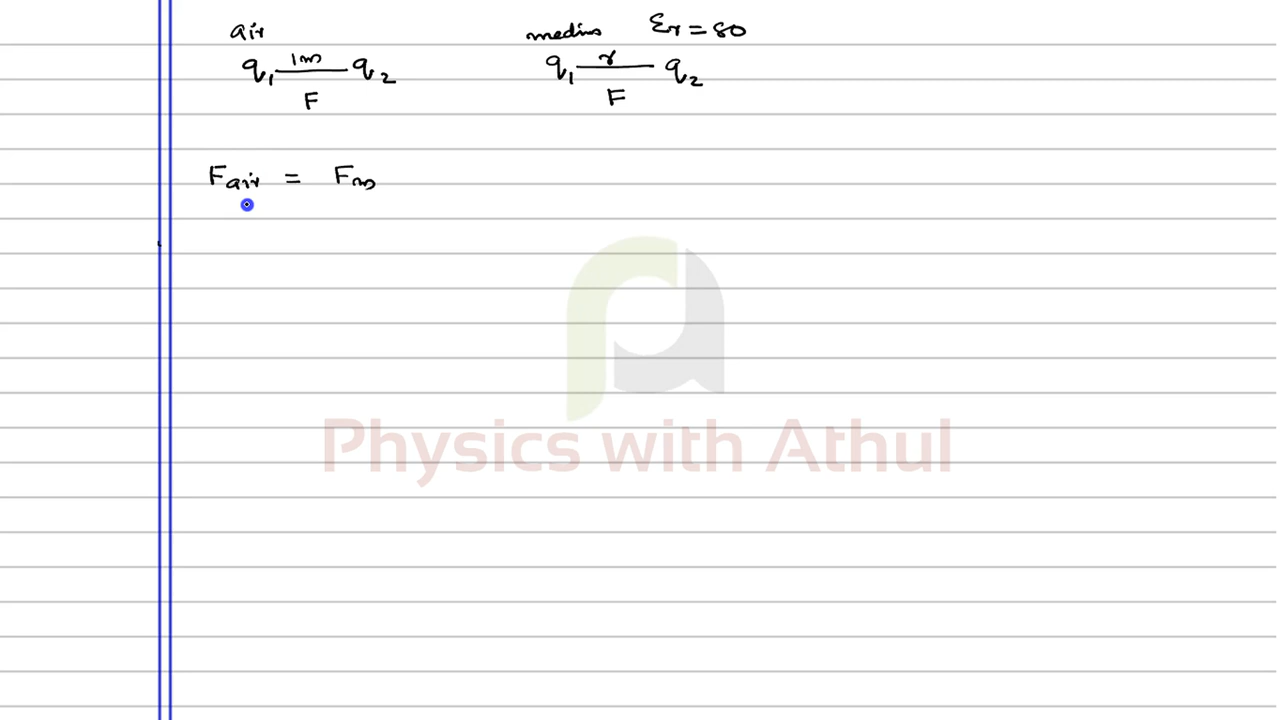 air medium εr = 80
q1 1m q2 q1 r q2
F F
Fair = Fm
Physics with Athul